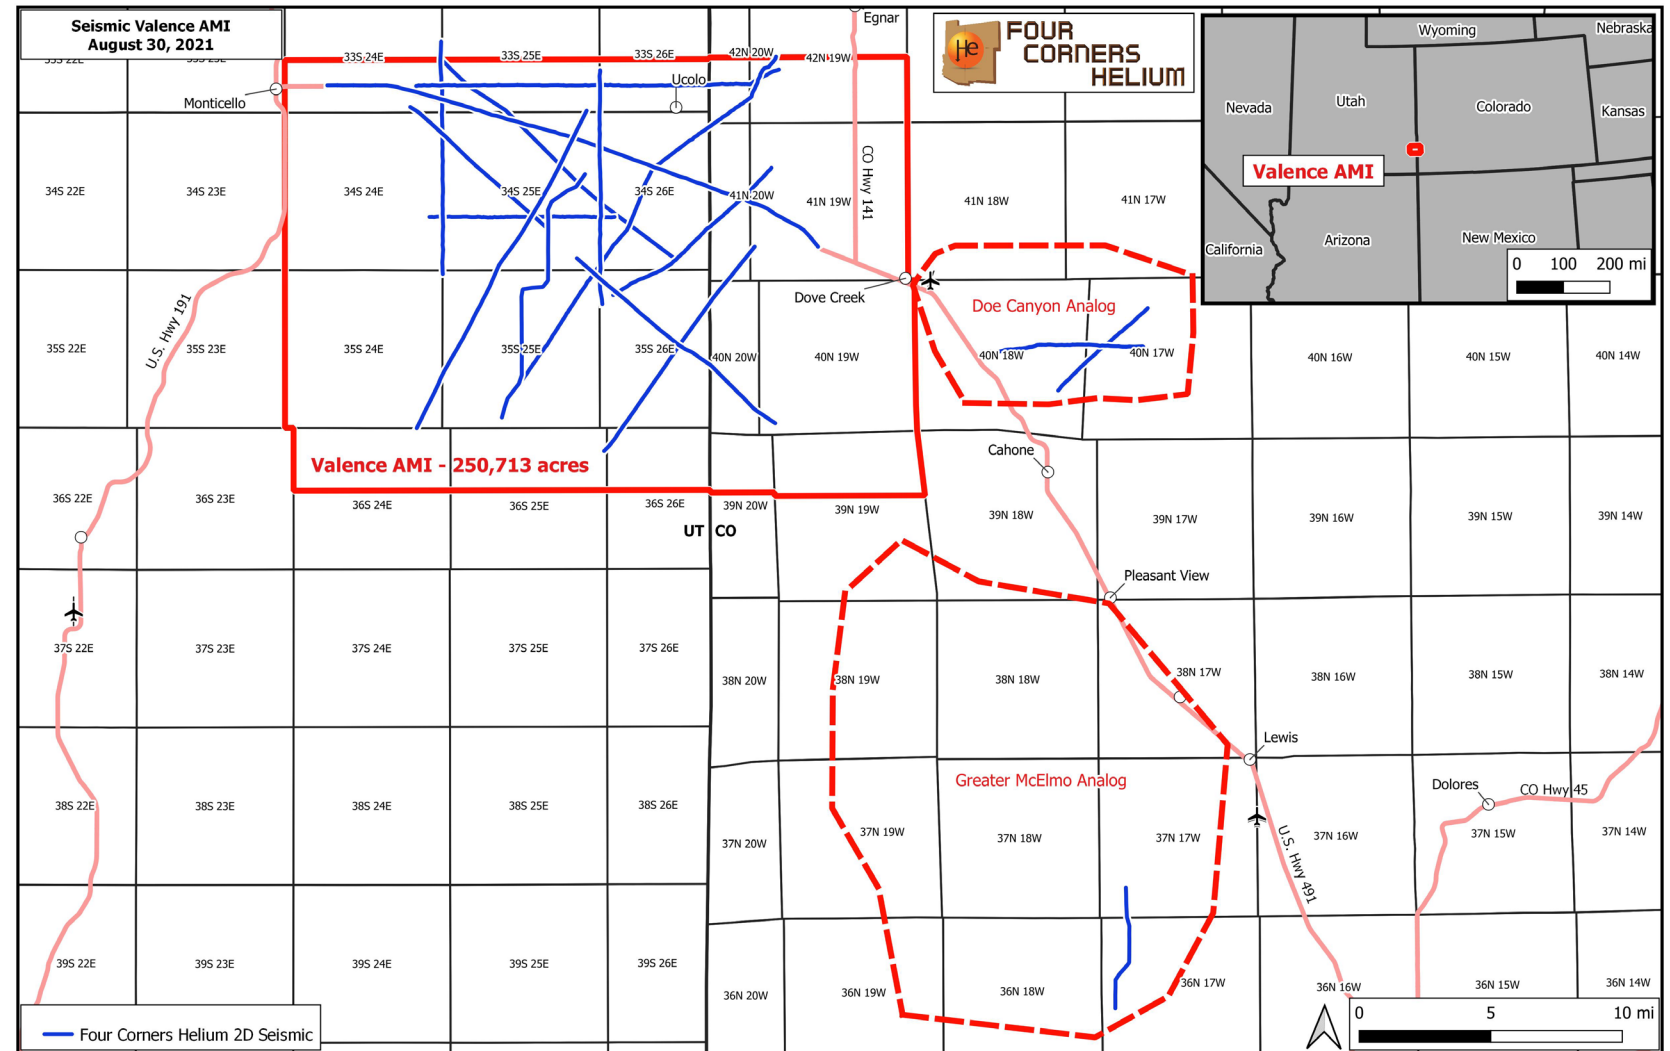 Seismic Valence AMI
August 30, 2021
Egnar
He
FOUR
CORNERS
HELIUM
33S 22E
33S 23E
33S 24E
33S 25E
33S 26E
42N 20W
42N 19W
Monticello
Ucolo
CO Hwy 141
34S 22E
34S 23E
34S 24E
34S 25E
34S 26E
41N 20W
41N 19W
41N 18W
41N 17W
Wyoming
Nebraska
Nevada
Utah
Colorado
Kansas
Valence AMI
California
Arizona
New Mexico
0 100 200 mi
Dove Creek
Doe Canyon Analog
U.S. Hwy 191
35S 22E
35S 23E
35S 24E
35S 25E
35S 26E
40N 20W
40N 19W
40N 18W
40N 17W
40N 16W
40N 15W
40N 14W
Cahone
Valence AMI - 250,713 acres
36S 22E
36S 23E
36S 24E
36S 25E
36S 26E
39N 20W
39N 19W
39N 18W
39N 17W
39N 16W
39N 15W
39N 14W
UT CO
Pleasant View
37S 22E
37S 23E
37S 24E
37S 25E
37S 26E
38N 20W
38N 19W
38N 18W
38N 17W
38N 16W
38N 15W
38N 14W
Lewis
Greater McElmo Analog
Dolores
CO Hwy 45
38S 22E
38S 23E
38S 24E
38S 25E
38S 26E
37N 20W
37N 19W
37N 18W
37N 17W
37N 16W
37N 15W
37N 14W
U.S. Hwy 491
39S 22E
39S 23E
39S 24E
39S 25E
39S 26E
36N 20W
36N 19W
36N 18W
36N 17W
36N 16W
36N 15W
36N 14W
Four Corners Helium 2D Seismic
0 5 10 mi